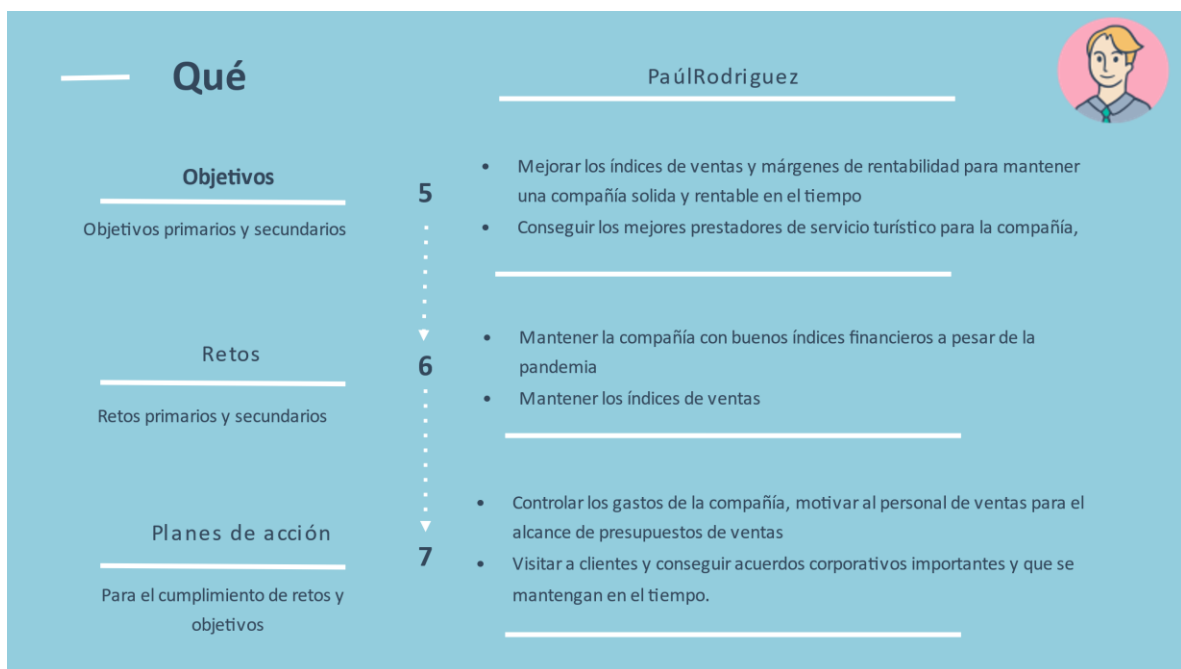 Qué
PaúlRodriguez
Objetivos
Objetivos primarios y secundarios
5
• Mejorar los índices de ventas y márgenes de rentabilidad para mantener
una compañía solida y rentable en el tiempo
• Conseguir los mejores prestadores de servicio turístico para la compañía,
Retos
Retos primarios y secundarios
6
• Mantener la compañía con buenos índices financieros a pesar de la
pandemia
• Mantener los índices de ventas
Planes de acción
Para el cumplimiento de retos y
objetivos
7
• Controlar los gastos de la compañía, motivar al personal de ventas para el
alcance de presupuestos de ventas
• Visitar a clientes y conseguir acuerdos corporativos importantes y que se
mantengan en el tiempo.